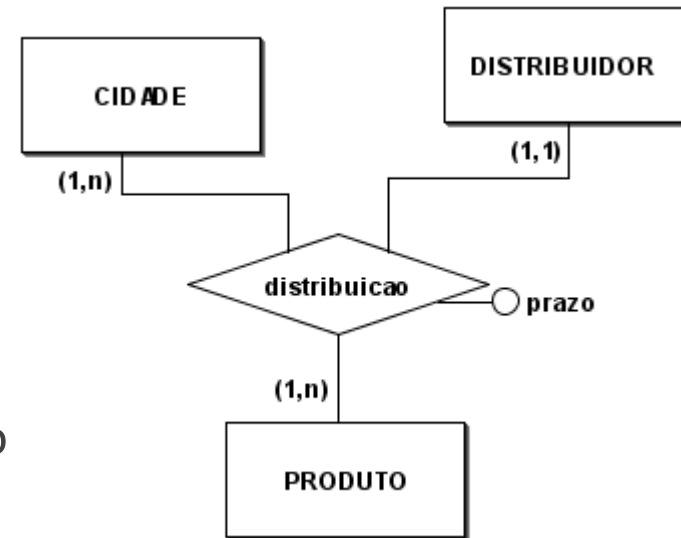 CIDADE
DISTRIBUIDOR
(1,n)
(1,1)
distribuicao
prazo
(1,n)
PRODUTO